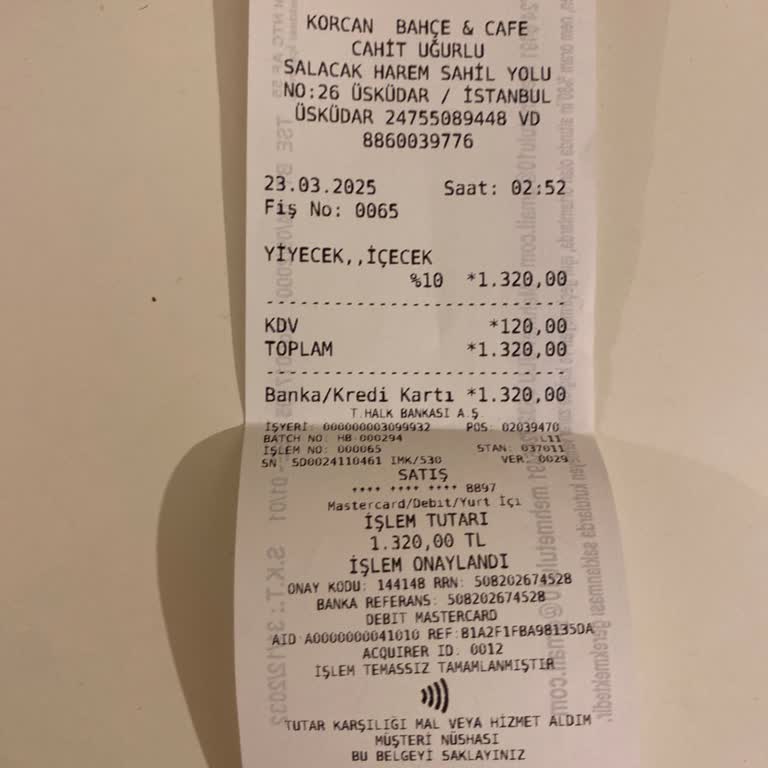 KORCAN BAHÇE & CAFE
CAHİT UĞURLU
SALACAK HAREM SAHİL YOLU
NO:26 ÜSKÜDAR / İSTANBUL
ÜSKÜDAR 24755089448 VD
8860039776
23.03.2025 Saat: 02:52
Fiş No: 0065
YİYECEK,,İÇECEK
%10 *1.320,00
KDV *120,00
TOPLAM *1.320,00
Banka/Kredi Kartı *1.320,00
T.HALK BANKASI A.Ş
İŞYERİ: 000000003099932 POS: 02039470
BATCH NO: HB-000294 L11
İŞLEM NO: 000065 STAN: 037011
SN 5D0024110461 IMK/530 VER: 0029
SATIŞ
**** **** **** 8897
Mastercard/Debit/Yurt İçi
İŞLEM TUTARI
1.320,00 TL
İŞLEM ONAYLANDI
ONAY KODU: 144148 RRN: 508202674528
BANKA REFERANS: 508202674528
DEBIT MASTERCARD
AID:A0000000041010 REF:81A2F1FBA98135DA
ACQUIRER ID: 0012
İŞLEM TEMASSIZ TAMAMLANMIŞTIR
TUTAR KARŞILIĞI MAL VEYA HİZMET ALDIM
MÜŞTERİ NÜSHASI
BU BELGEYİ SAKLAYINIZ